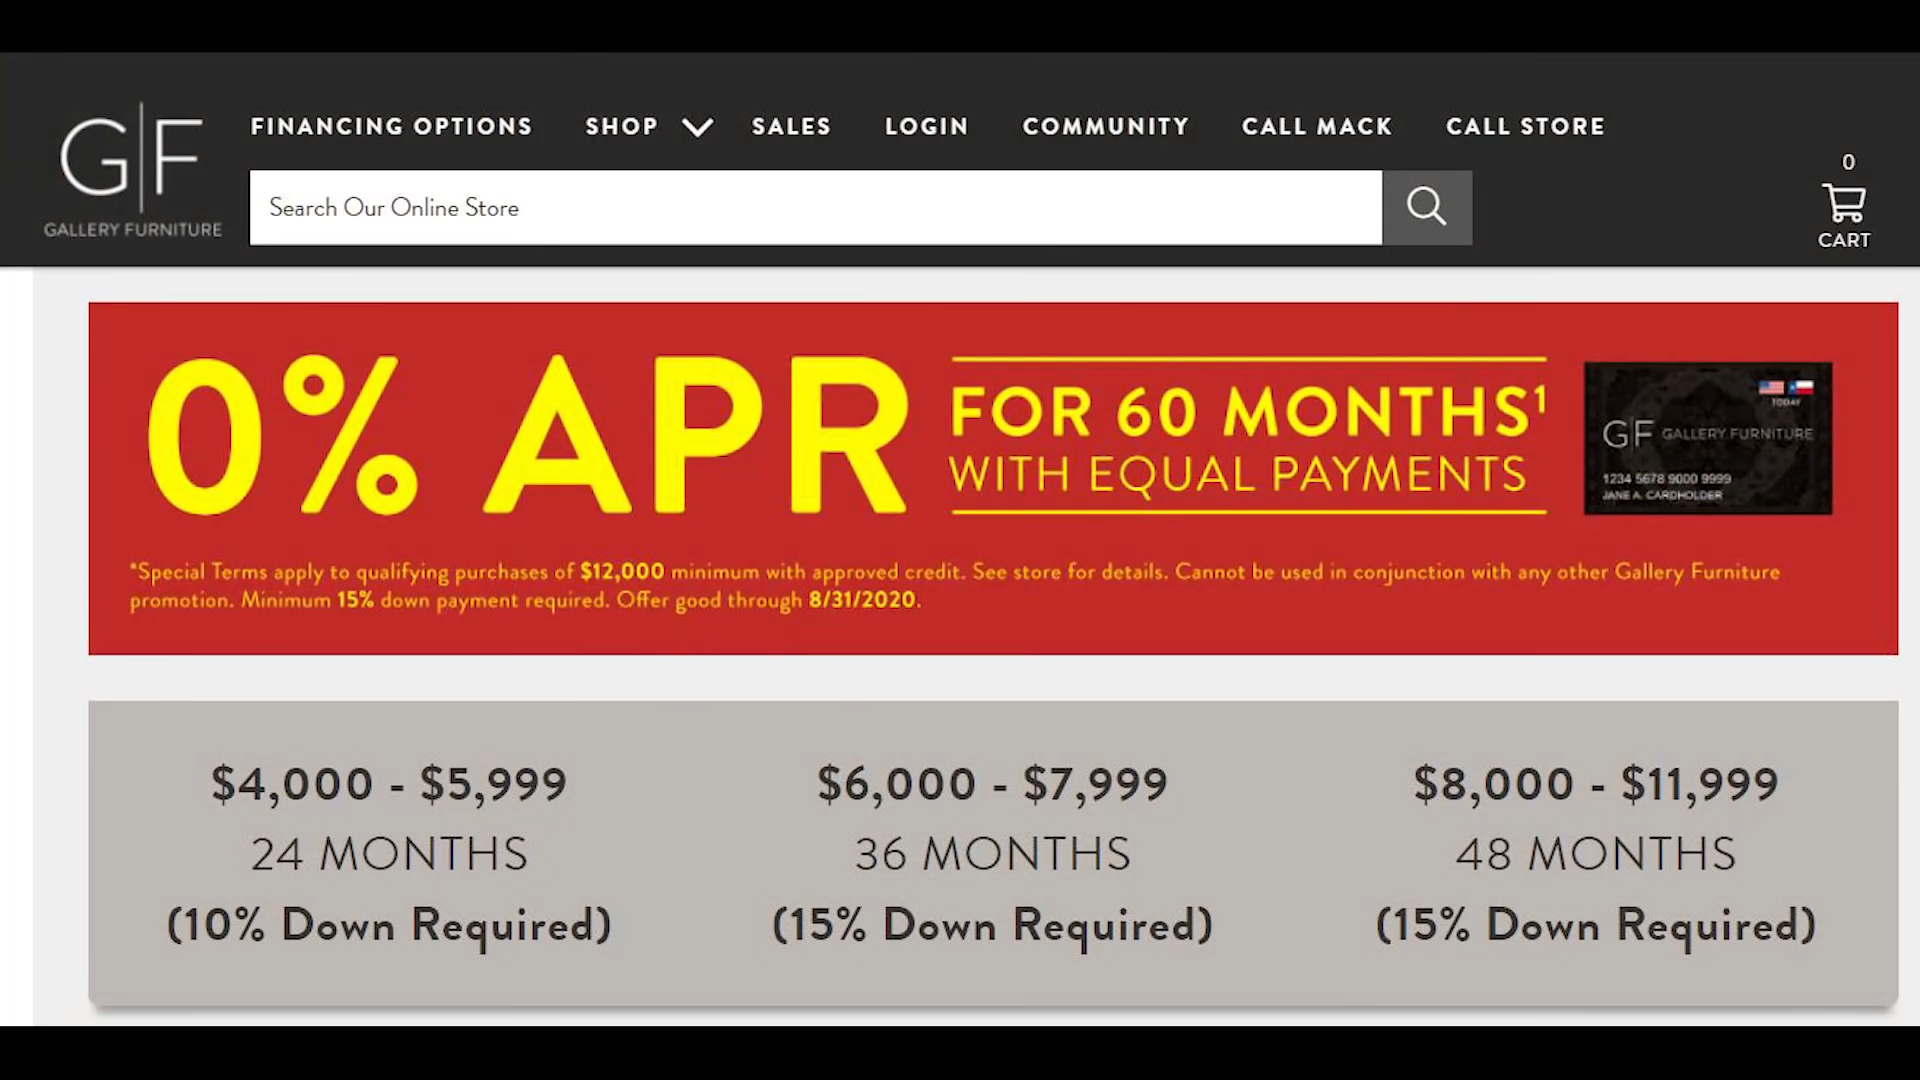 G|F
GALLERY FURNITURE
FINANCING OPTIONS SHOP SALES LOGIN COMMUNITY CALL MACK CALL STORE
Search Our Online Store
0
CART
0% APR
FOR 60 MONTHS¹
WITH EQUAL PAYMENTS
TODAY
G|F GALLERY FURNITURE
1234 5678 9000 9999
JANE A. CARDHOLDER
*Special Terms apply to qualifying purchases of $12,000 minimum with approved credit. See store for details. Cannot be used in conjunction with any other Gallery Furniture
promotion. Minimum 15% down payment required. Offer good through 8/31/2020.
$4,000 - $5,999
24 MONTHS
(10% Down Required)
$6,000 - $7,999
36 MONTHS
(15% Down Required)
$8,000 - $11,999
48 MONTHS
(15% Down Required)